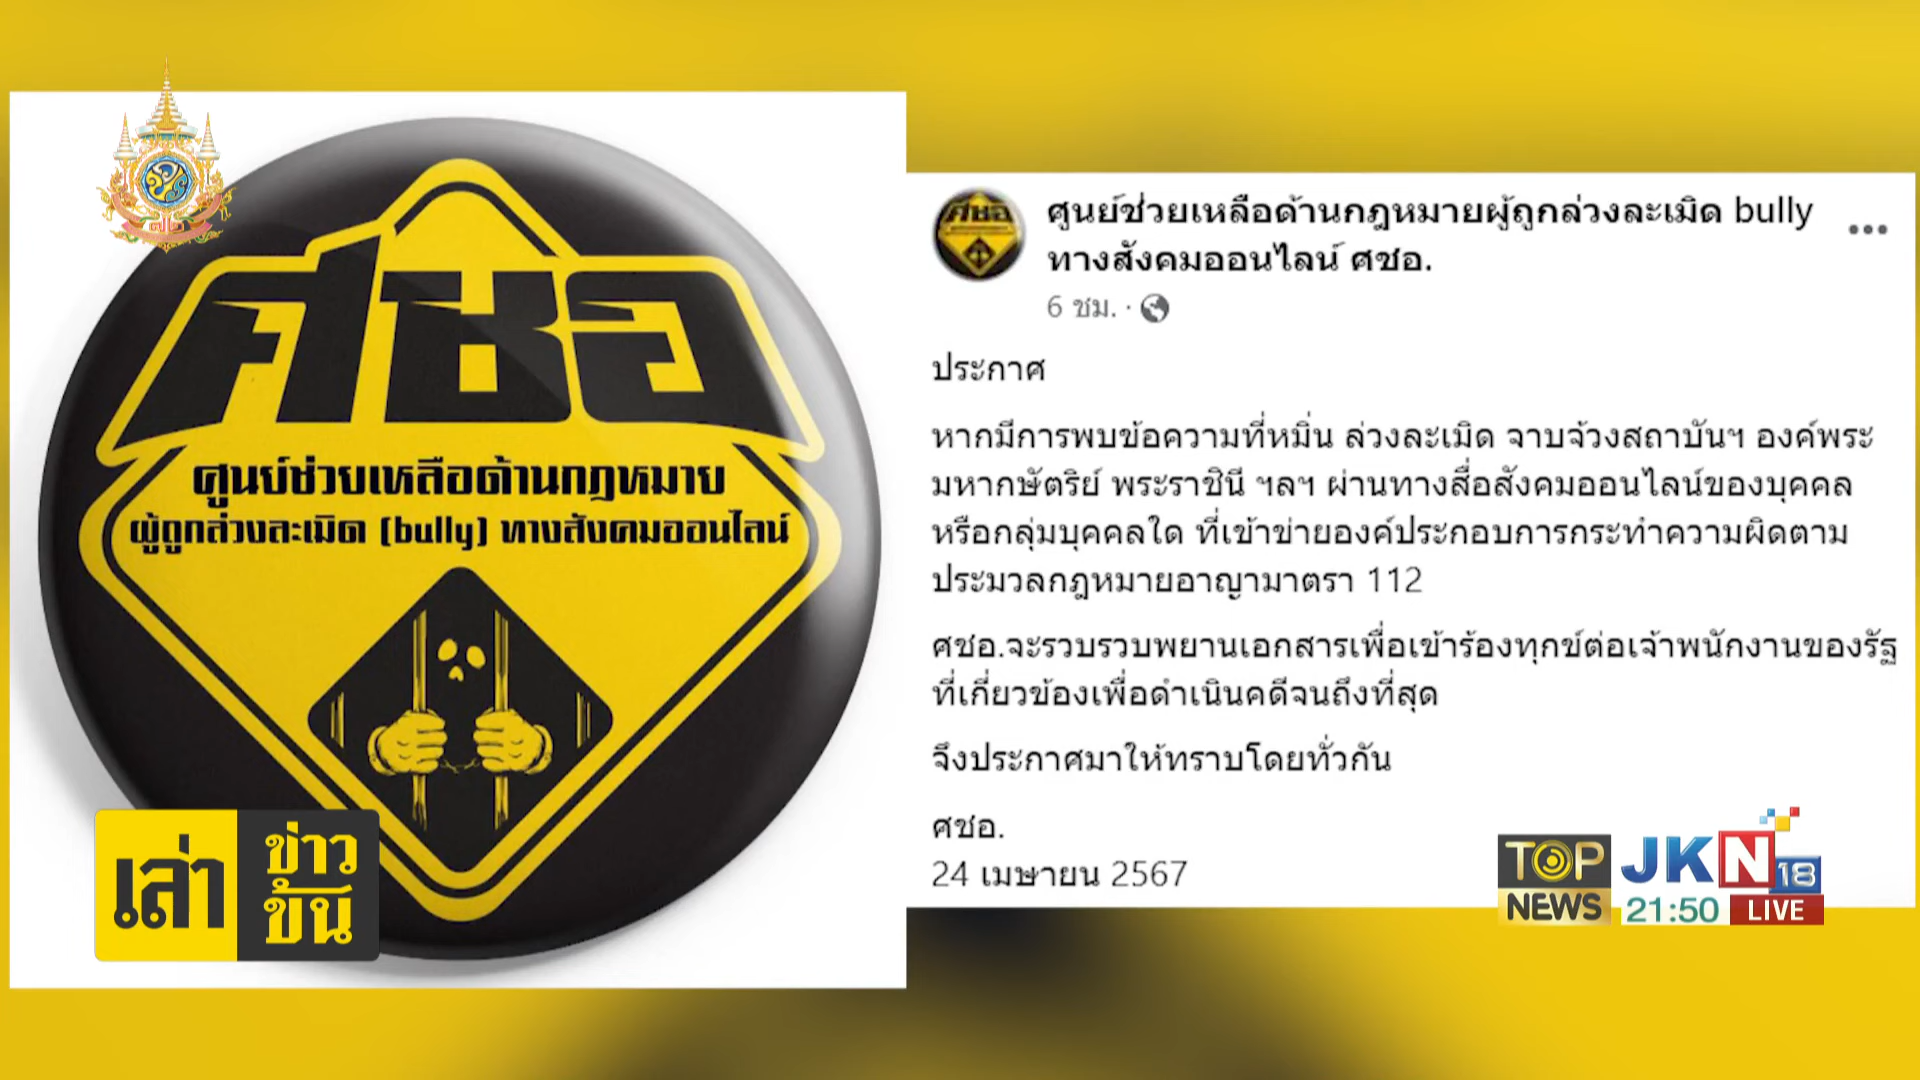 ศชอ
ศูนย์ช่วยเหลือด้านกฎหมาย
ผู้ถูกล่วงละเมิด (bully) ทางสังคมออนไลน์
เล่า
ข่าว
ข้น
ศชอ
ศูนย์ช่วยเหลือด้านกฎหมายผู้ถูกล่วงละเมิด bully
ทางสังคมออนไลน์ ศชอ.
6 ชม. ·
ประกาศ
หากมีการพบข้อความที่หมิ่น ล่วงละเมิด จาบจ้วงสถาบันฯ องค์พระ
มหากษัตริย์ พระราชินี ฯลฯ ผ่านทางสื่อสังคมออนไลน์ของบุคคล
หรือกลุ่มบุคคลใด ที่เข้าข่ายองค์ประกอบการกระทำความผิดตาม
ประมวลกฎหมายอาญามาตรา 112
ศชอ.จะรวบรวบพยานเอกสารเพื่อเข้าร้องทุกข์ต่อเจ้าพนักงานของรัฐ
ที่เกี่ยวข้องเพื่อดำเนินคดีจนถึงที่สุด
จึงประกาศมาให้ทราบโดยทั่วกัน
ศชอ.
24 เมษายน 2567
TOP
NEWS
JKN 18
21:50 LIVE